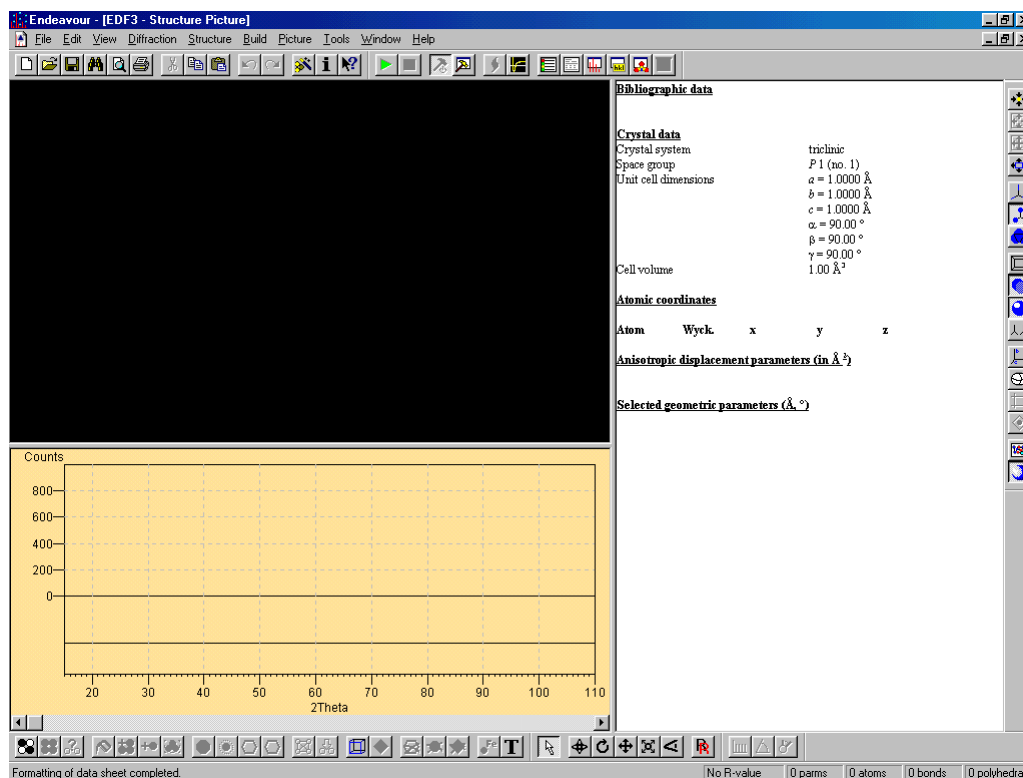 Endeavour - [EDF3 - Structure Picture]
File Edit View Diffraction Structure Build Picture Tools Window Help
Bibliographic data
Crystal data
Crystal system triclinic
Space group P 1 (no. 1)
Unit cell dimensions a = 1.0000 Å
b = 1.0000 Å
c = 1.0000 Å
α = 90.00 °
β = 90.00 °
γ = 90.00 °
Cell volume 1.00 Å³
Atomic coordinates
Atom Wyck. x y z
Anisotropic displacement parameters (in Å ²)
Selected geometric parameters (Å, °)
Counts
800
600
400
200
0
20 30 40 50 60 70 80 90 100 110
2Theta
Formatting of data sheet completed. No R-value 0 parms 0 atoms 0 bonds 0 polyhedra